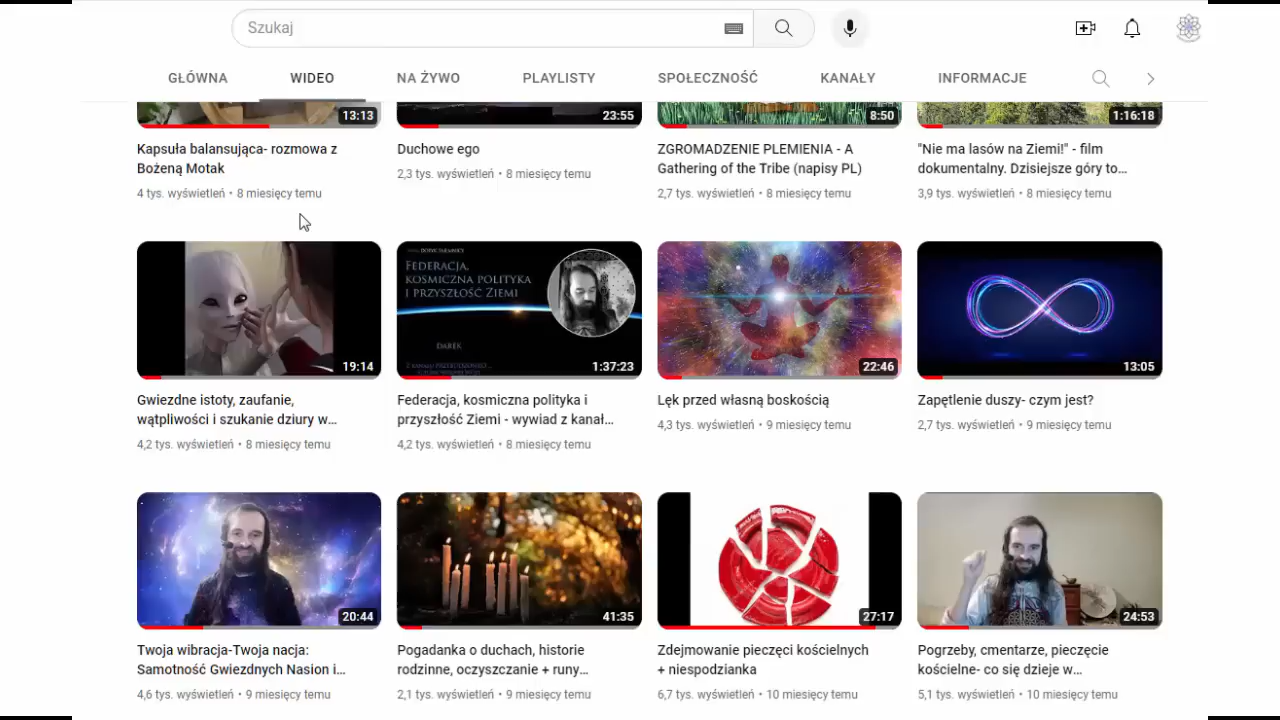 Szukaj
GŁÓWNA
WIDEO
NA ŻYWO
PLAYLISTY
SPOŁECZNOŚĆ
KANAŁY
INFORMACJE
13:13
23:55
8:50
1:16:18
Kapsuła balansująca- rozmowa z
Bożeną Motak
4 tys. wyświetleń • 8 miesięcy temu
Duchowe ego
2,3 tys. wyświetleń • 8 miesięcy temu
ZGROMADZENIE PLEMIENIA - A
Gathering of the Tribe (napisy PL)
2,7 tys. wyświetleń • 8 miesięcy temu
"Nie ma lasów na Ziemi!" - film
dokumentalny. Dzisiejsze góry to...
3,9 tys. wyświetleń • 8 miesięcy temu
19:14
FEDERACJA,
KOSMICZNA POLITYKA
I PRZYSZŁOŚĆ ZIEMI
DAREK
1:37:23
22:46
13:05
Gwiezdne istoty, zaufanie,
wątpliwości i szukanie dziury w...
4,2 tys. wyświetleń • 8 miesięcy temu
Federacja, kosmiczna polityka i
przyszłość Ziemi - wywiad z kanał...
4,2 tys. wyświetleń • 8 miesięcy temu
Lęk przed własną boskością
4,3 tys. wyświetleń • 9 miesięcy temu
Zapętlenie duszy- czym jest?
2,7 tys. wyświetleń • 9 miesięcy temu
20:44
41:35
27:17
24:53
Twoja wibracja-Twoja nacja:
Samotność Gwiezdnych Nasion i...
4,6 tys. wyświetleń • 9 miesięcy temu
Pogadanka o duchach, historie
rodzinne, oczyszczanie + runy...
2,1 tys. wyświetleń • 9 miesięcy temu
Zdejmowanie pieczęci kościelnych
+ niespodzianka
6,7 tys. wyświetleń • 10 miesięcy temu
Pogrzeby, cmentarze, pieczęcie
kościelne- co się dzieje w...
5,1 tys. wyświetleń • 10 miesięcy temu